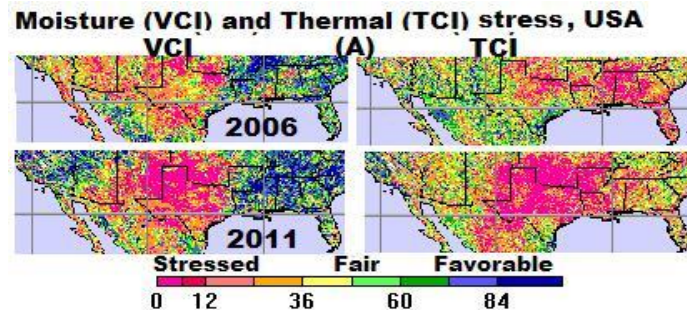 Moisture (VCI) and Thermal (TCI) stress, USA
VCI (A) TCI
2006
2011
Stressed Fair Favorable
0 12 36 60 84